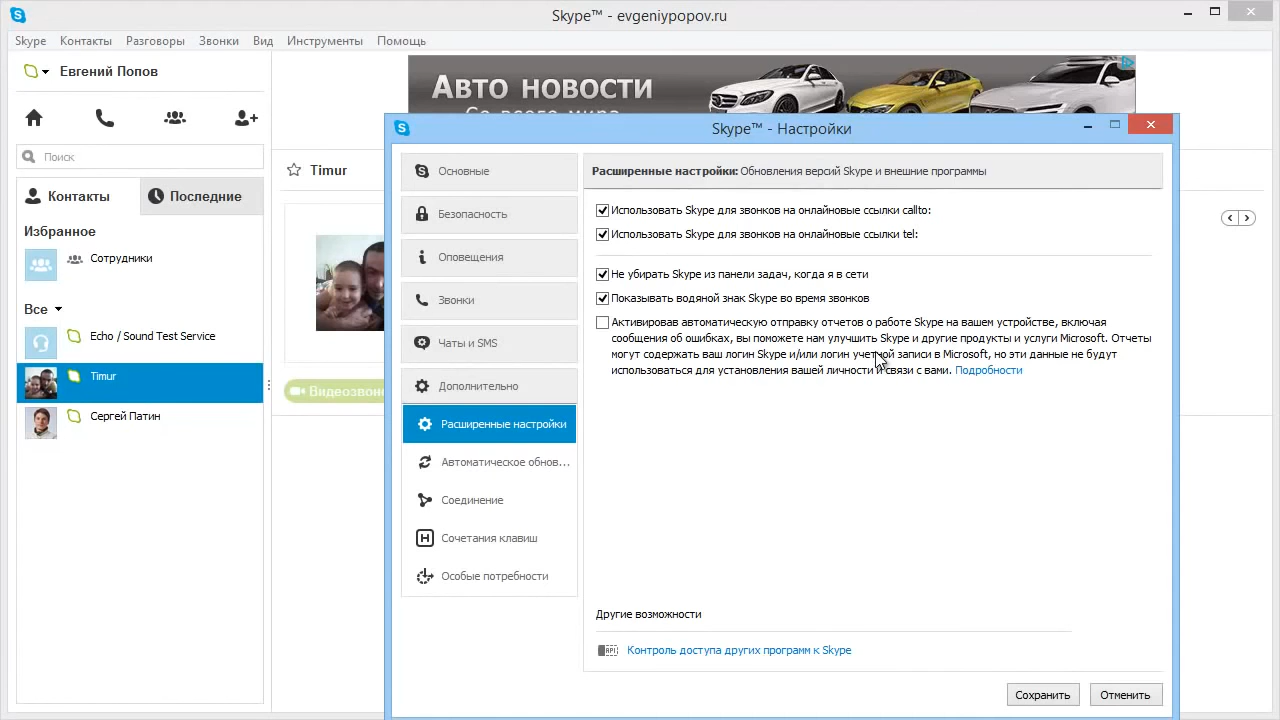 Skype™ - evgeniypopov.ru
Skype Контакты Разговоры Звонки Вид Инструменты Помощь
Евгений Попов
Поиск
Контакты
Последние
Избранное
Сотрудники
Все
Echo / Sound Test Service
Timur
Сергей Патин
АВТО НОВОСТИ
Со всего мира
Timur
Видеозвоно
Skype™ - Настройки
Основные
Безопасность
Оповещения
Звонки
Чаты и SMS
Дополнительно
Расширенные настройки
Автоматическое обнов...
Соединение
Сочетания клавиш
Особые потребности
Расширенные настройки: Обновления версий Skype и внешние программы
Использовать Skype для звонков на онлайновые ссылки callto:
Использовать Skype для звонков на онлайновые ссылки tel:
Не убирать Skype из панели задач, когда я в сети
Показывать водяной знак Skype во время звонков
Активировав автоматическую отправку отчетов о работе Skype на вашем устройстве, включая
сообщения об ошибках, вы поможете нам улучшить Skype и другие продукты и услуги Microsoft. Отчеты
могут содержать ваш логин Skype и/или логин учетной записи в Microsoft, но эти данные не будут
использоваться для установления вашей личности и связи с вами. Подробности
Другие возможности
API
Контроль доступа других программ к Skype
Сохранить
Отменить